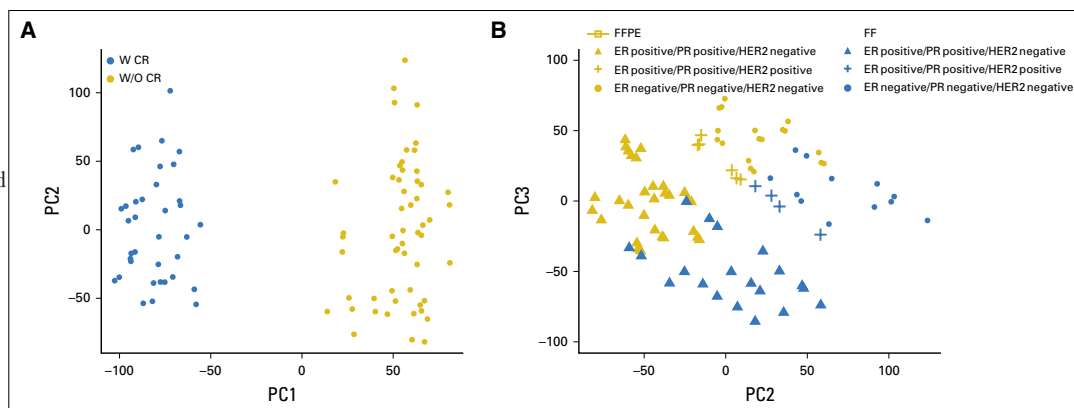 A
W CR
W/O CR
100
50
0
−50
PC2
−100
−50
0
50
PC1
d
B
FFPE
ER positive/PR positive/HER2 negative
ER positive/PR positive/HER2 positive
ER negative/PR negative/HER2 negative
FF
ER positive/PR positive/HER2 negative
ER positive/PR positive/HER2 positive
ER negative/PR negative/HER2 negative
100
50
0
−50
−100
PC3
−50
0
50
100
PC2